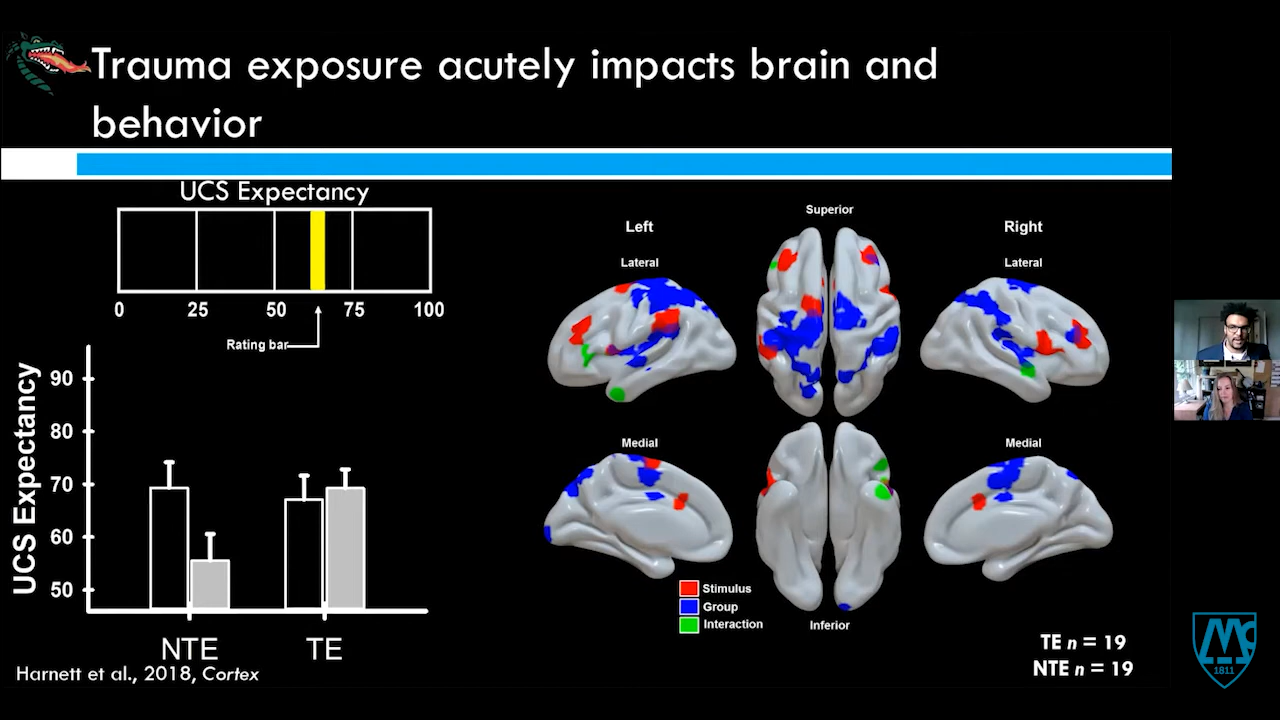 Trauma exposure acutely impacts brain and
behavior
UCS Expectancy
0 25 50 75 100
Rating bar
UCS Expectancy
90
80
70
60
50
NTE TE
Harnett et al., 2018, Cortex
Superior
Left Right
Lateral Lateral
Medial Medial
Stimulus
Group
Interaction
Inferior
TE n = 19
NTE n = 19
1811